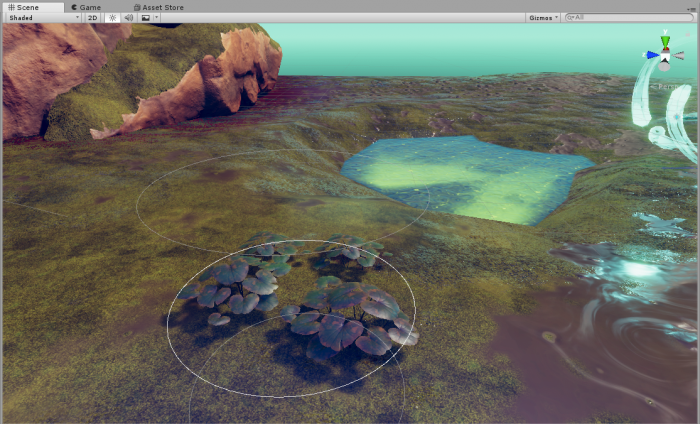 Scene Game Asset Store
Shaded 2D Gizmos All
y